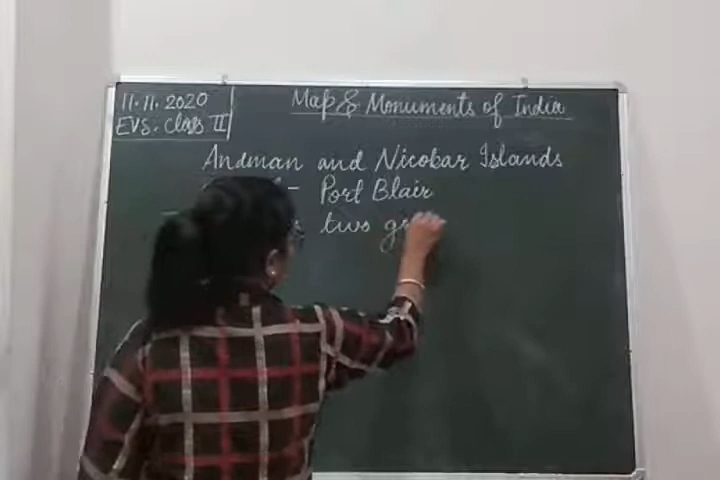 11.11.2020
EVS. Class II
Map & Monuments of India
Andman and Nicobar Islands
- Port Blair
two